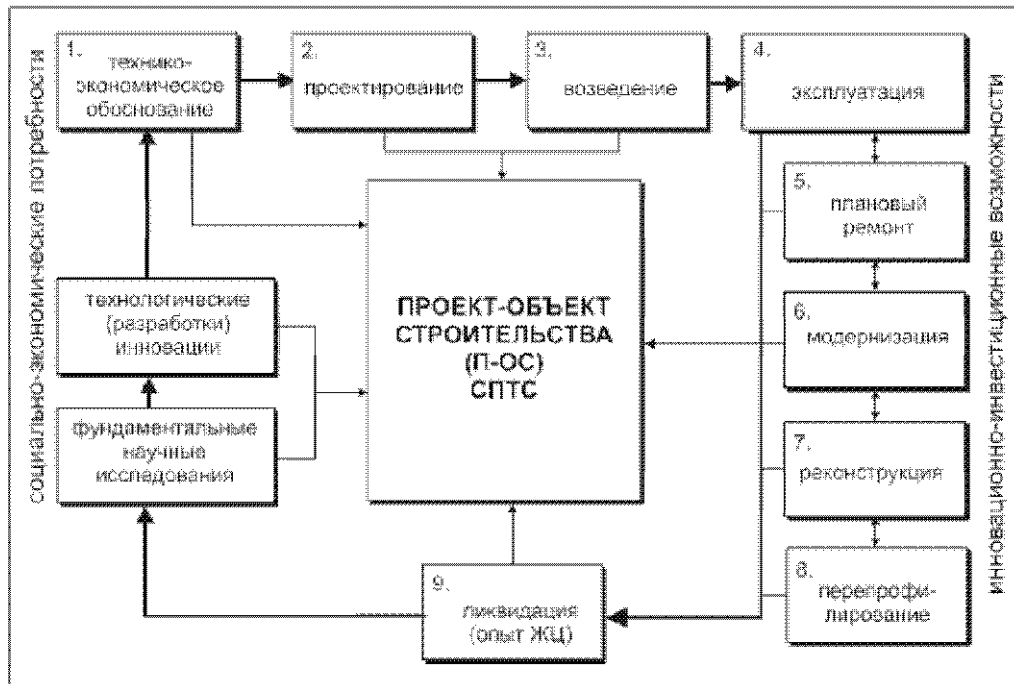 социально-экономические потребности
1.
технико-
экономическое
обоснование
2.
проектирование
3.
возведение
4.
эксплуатация
5.
плановый
ремонт
6.
модернизация
7.
реконструкция
8.
перепрофи-
лирование
9.
ликвидация
(опыт ЖЦ)
фундаментальные
научные
исследования
технологические
(разработки)
инновации
ПРОЕКТ-ОБЪЕКТ
СТРОИТЕЛЬСТВА
(П-ОС)
СПТС
инновационно-инвестиционные возможности